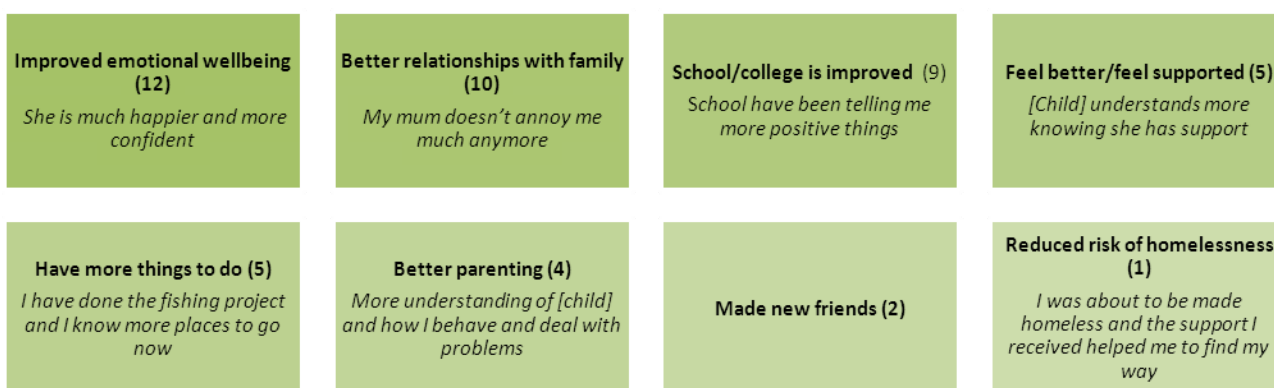 Improved emotional wellbeing
(12)
She is much happier and more
confident
Better relationships with family
(10)
My mum doesn't annoy me
much anymore
School/college is improved (9)
School have been telling me
more positive things
Feel better/feel supported (5)
[Child] understands more
knowing she has support
Have more things to do (5)
I have done the fishing project
and I know more places to go
now
Better parenting (4)
More understanding of [child]
and how I behave and deal with
problems
Made new friends (2)
Reduced risk of homelessness
(1)
I was about to be made
homeless and the support I
received helped me to find my
way